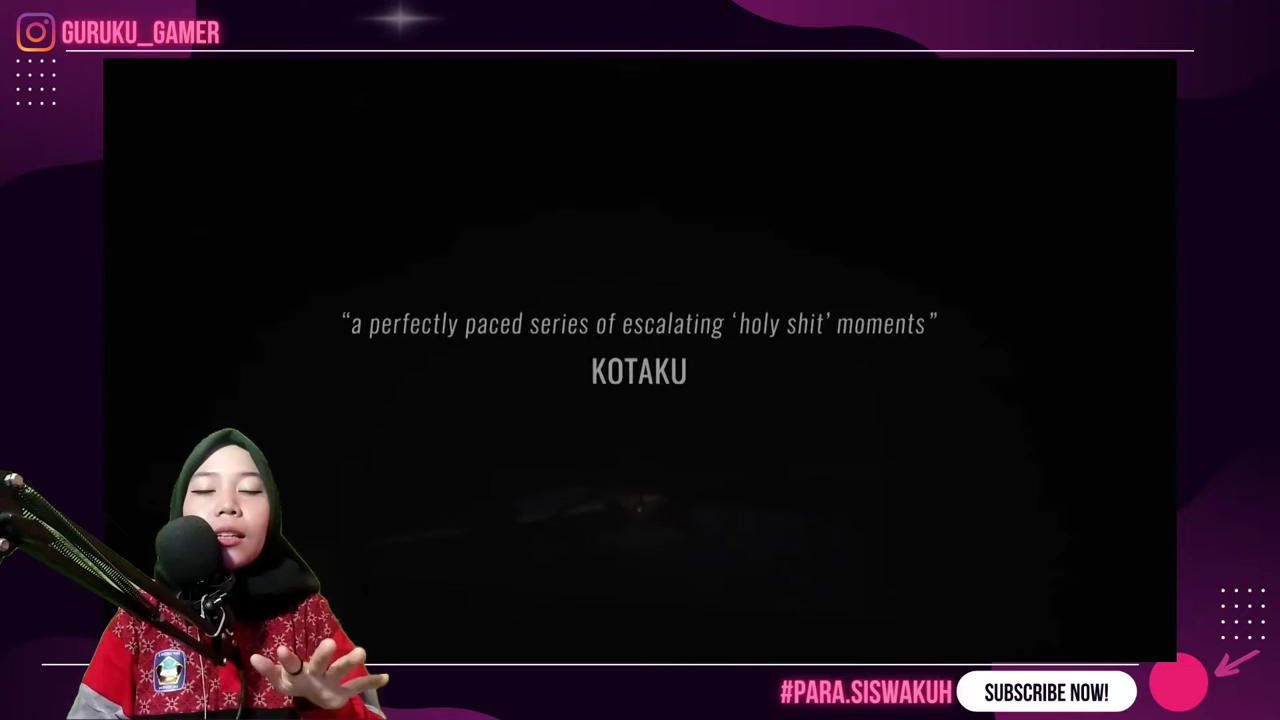 GURUKU_GAMER
“a perfectly paced series of escalating ‘holy shit’ moments”
KOTAKU
#PARA.SISWAKUH
SUBSCRIBE NOW!